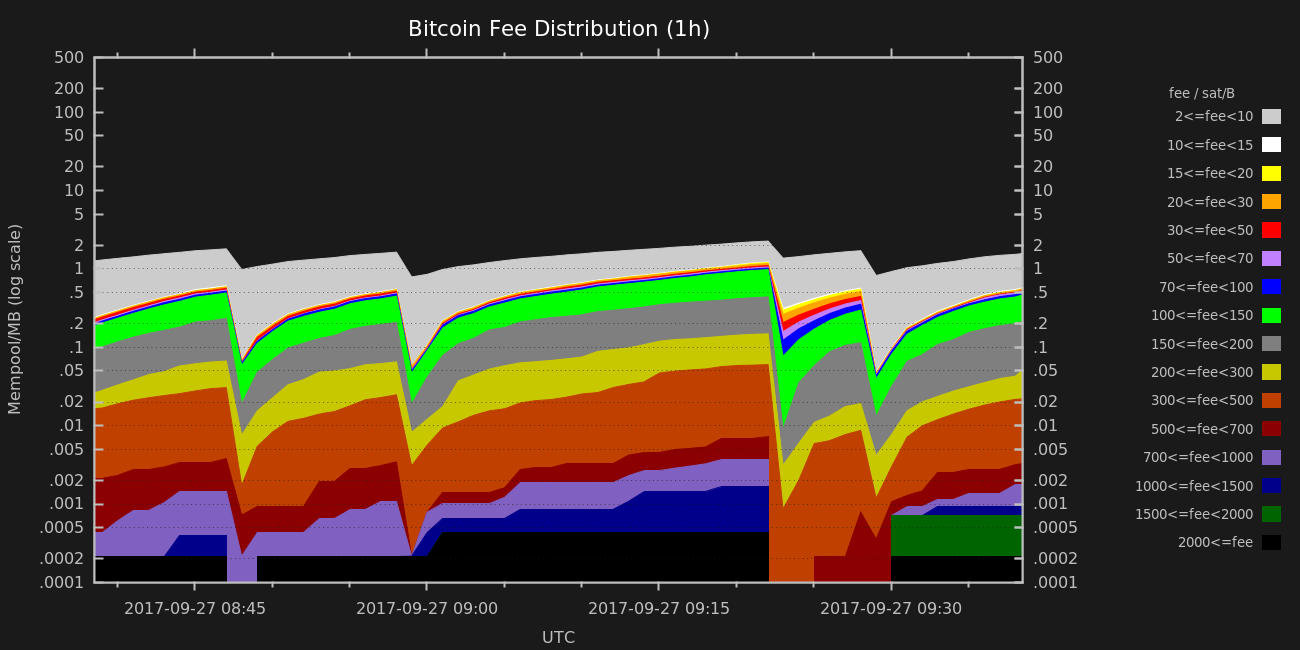 Bitcoin Fee Distribution (1h)
Mempool/MB (log scale)
500
200
100
50
20
10
5
2
1
.5
.2
.1
.05
.02
.01
.005
.002
.001
.0005
.0002
.0001
500
200
100
50
20
10
5
2
1
.5
.2
.1
.05
.02
.01
.005
.002
.001
.0005
.0002
.0001
2017-09-27 08:45
2017-09-27 09:00
2017-09-27 09:15
2017-09-27 09:30
UTC
fee / sat/B
2<=fee<10
10<=fee<15
15<=fee<20
20<=fee<30
30<=fee<50
50<=fee<70
70<=fee<100
100<=fee<150
150<=fee<200
200<=fee<300
300<=fee<500
500<=fee<700
700<=fee<1000
1000<=fee<1500
1500<=fee<2000
2000<=fee